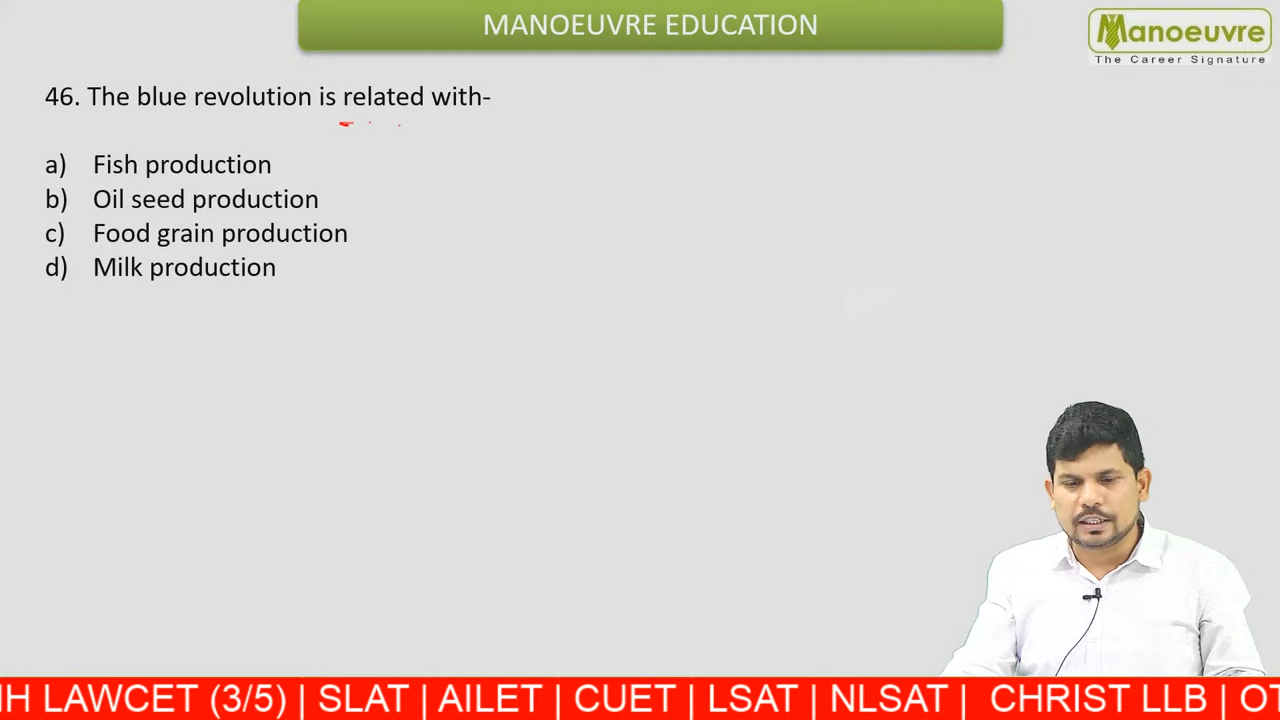 MANOEUVRE EDUCATION
Manoeuvre
The Career Signature
46. The blue revolution is related with-
a) Fish production
b) Oil seed production
c) Food grain production
d) Milk production
H LAWCET (3/5) | SLAT | AILET | CUET | LSAT | NLSAT | CHRIST LLB | OT